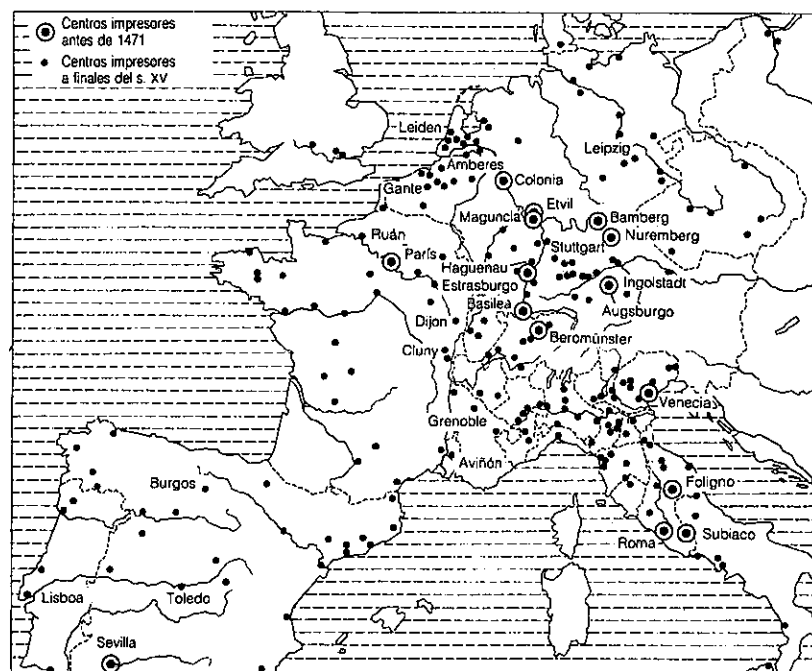 Centros impresores
antes de 1471
Centros impresores
a finales del s. XV
Leiden
Leipzig
Amberes
Colonia
Gante
Etvil
Maguncia
Bamberg
Nuremberg
Ruán
Stuttgart
París
Haguenau
Estrasburgo
Ingolstadt
Basilea
Augsburgo
Dijon
Beromünster
Cluny
Venecia
Grenoble
Aviñón
Burgos
Foligno
Roma
Subiaco
Lisboa
Toledo
Sevilla